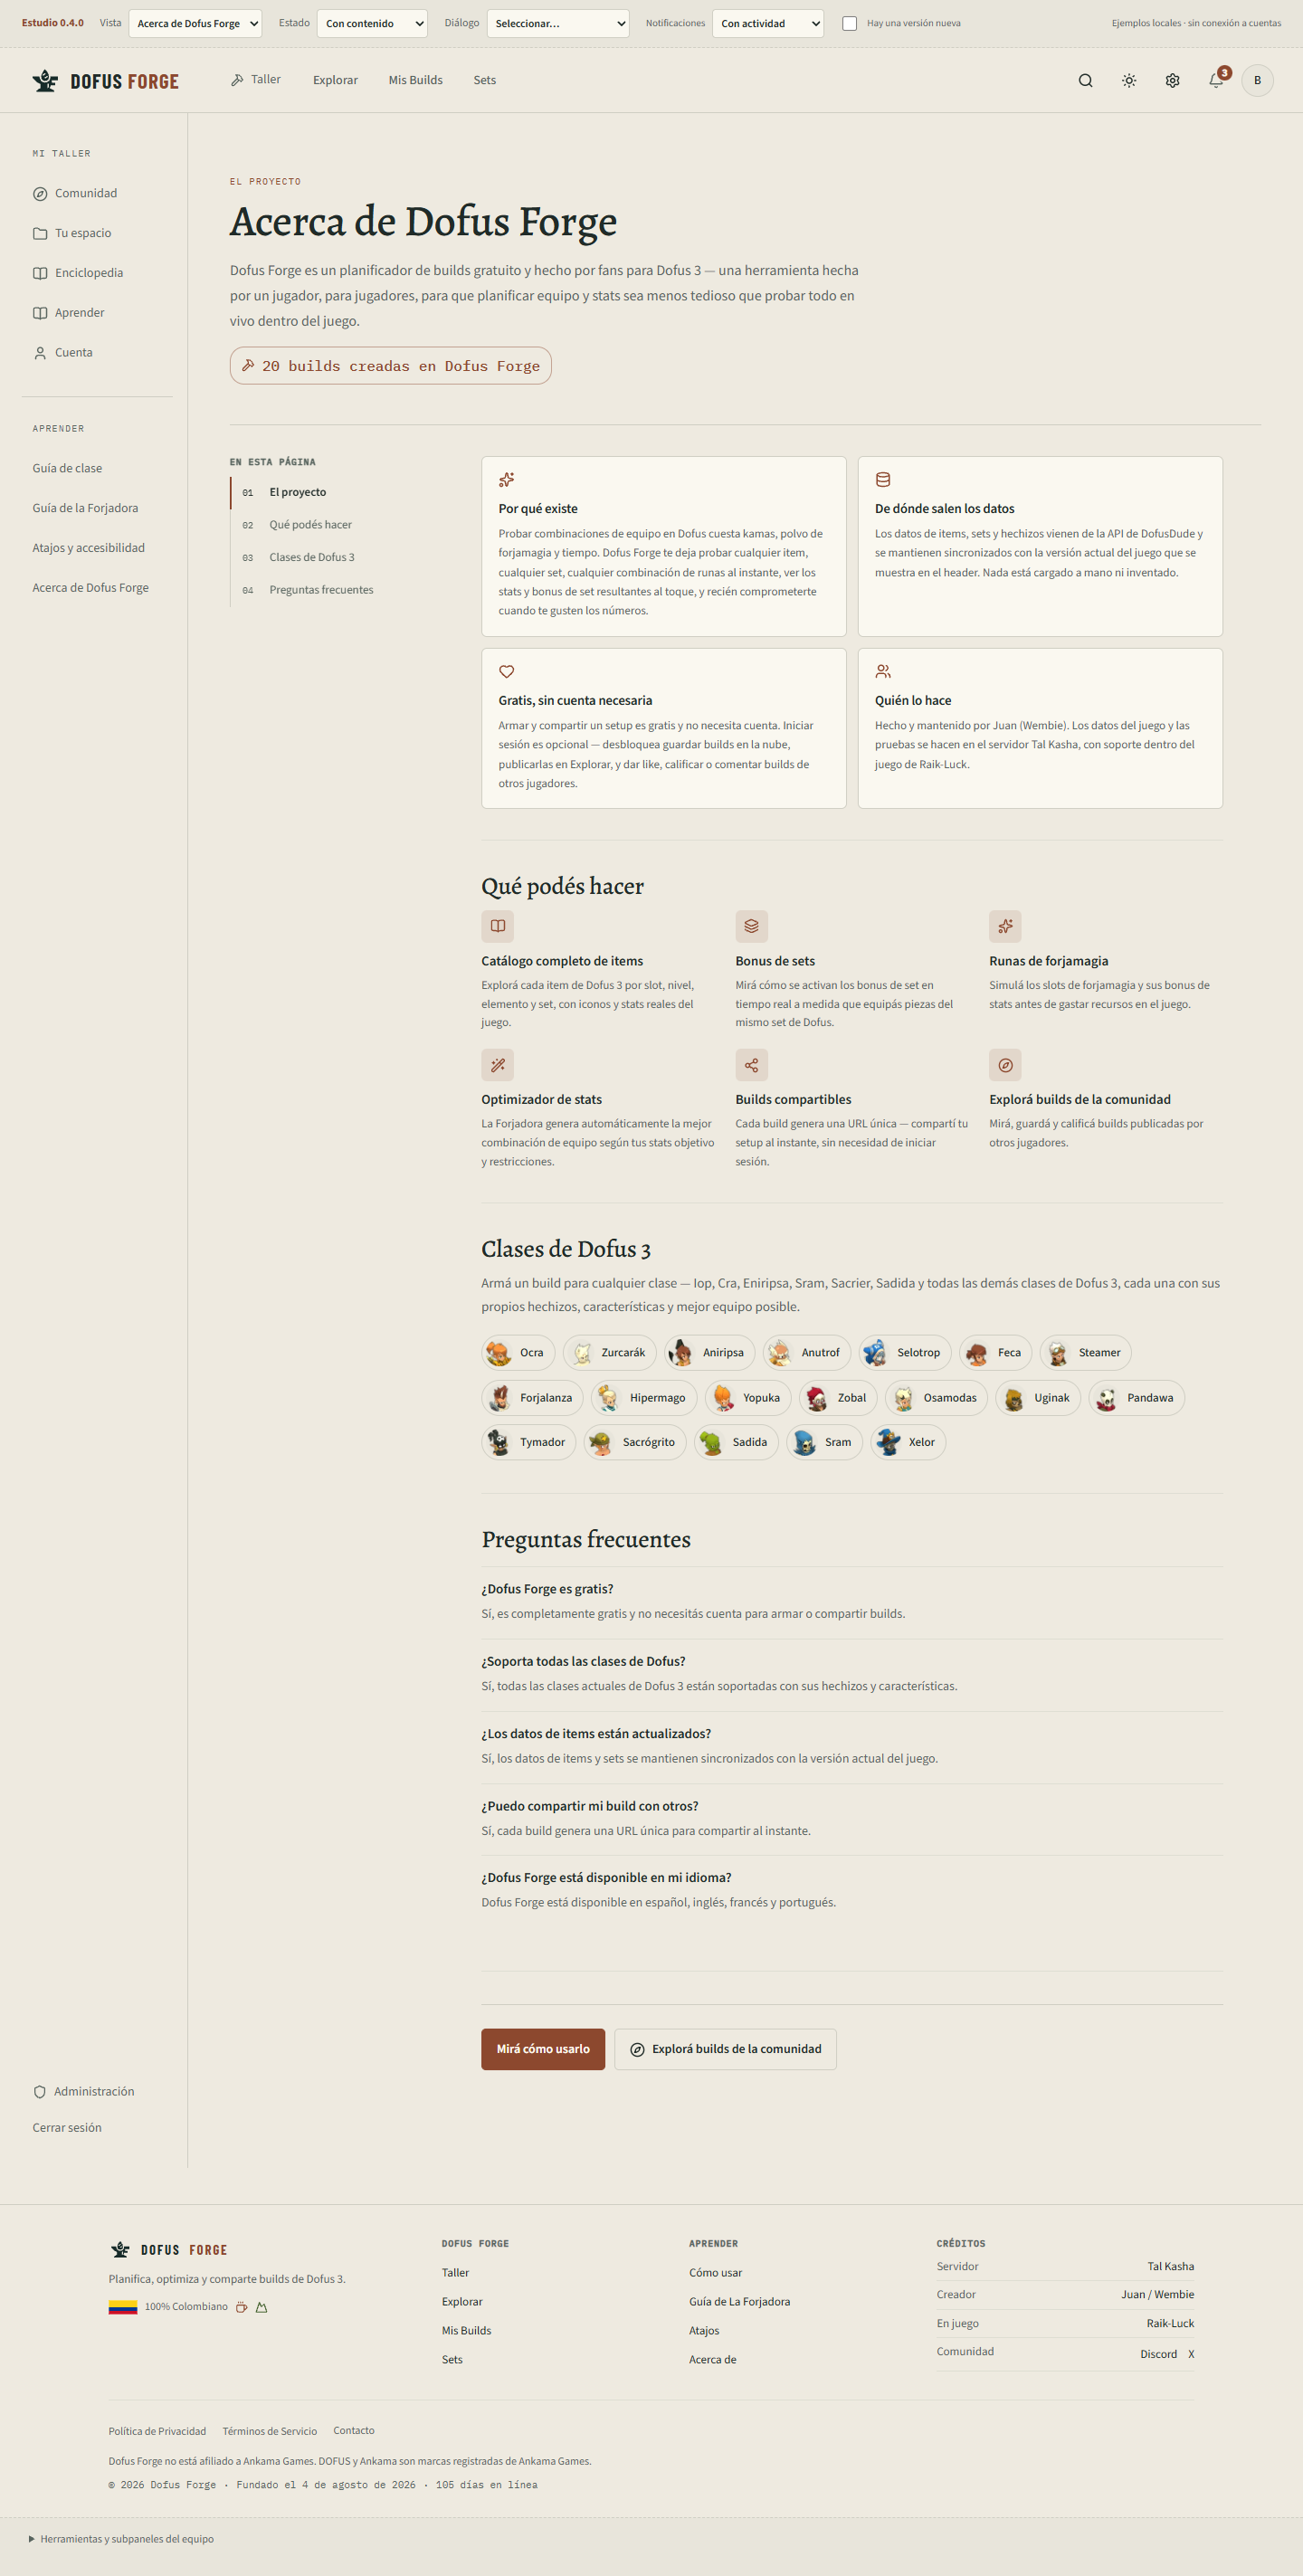 Estudio 0.4.0 Vista Acerca de Dofus Forge Estado Con contenido Diálogo Seleccionar... Notificaciones Con actividad Hay una versión nueva Ejemplos locales · sin conexión a cuentas
DOFUS FORGE Taller Explorar Mis Builds Sets 3 B
MI TALLER
Comunidad
Tu espacio
Enciclopedia
Aprender
Cuenta
APRENDER
Guía de clase
Guía de la Forjadora
Atajos y accesibilidad
Acerca de Dofus Forge
Administración
Cerrar sesión
EL PROYECTO
Acerca de Dofus Forge
Dofus Forge es un planificador de builds gratuito y hecho por fans para Dofus 3 — una herramienta hecha
por un jugador, para jugadores, para que planificar equipo y stats sea menos tedioso que probar todo en
vivo dentro del juego.
20 builds creadas en Dofus Forge
EN ESTA PÁGINA
01 El proyecto
02 Qué podés hacer
03 Clases de Dofus 3
04 Preguntas frecuentes
Por qué existe
Probar combinaciones de equipo en Dofus cuesta kamas, polvo de
forjamagia y tiempo. Dofus Forge te deja probar cualquier item,
cualquier set, cualquier combinación de runas al instante, ver los
stats y bonus de set resultantes al toque, y recién comprometerte
cuando te gusten los números.
De dónde salen los datos
Los datos de items, sets y hechizos vienen de la API de DofusDude y
se mantienen sincronizados con la versión actual del juego que se
muestra en el header. Nada está cargado a mano ni inventado.
Gratis, sin cuenta necesaria
Armar y compartir un setup es gratis y no necesita cuenta. Iniciar
sesión es opcional — desbloquea guardar builds en la nube,
publicarlas en Explorar, y dar like, calificar o comentar builds de
otros jugadores.
Quién lo hace
Hecho y mantenido por Juan (Wembie). Los datos del juego y las
pruebas se hacen en el servidor Tal Kasha, con soporte dentro del
juego de Raik-Luck.
Qué podés hacer
Catálogo completo de items
Explorá cada item de Dofus 3 por slot, nivel,
elemento y set, con iconos y stats reales del
juego.
Bonus de sets
Mirá cómo se activan los bonus de set en
tiempo real a medida que equipás piezas del
mismo set de Dofus.
Runas de forjamagia
Simulá los slots de forjamagia y sus bonus de
stats antes de gastar recursos en el juego.
Optimizador de stats
La Forjadora genera automáticamente la mejor
combinación de equipo según tus stats objetivo
y restricciones.
Builds compartibles
Cada build genera una URL única — compartí tu
setup al instante, sin necesidad de iniciar
sesión.
Explorá builds de la comunidad
Mirá, guardá y calificá builds publicadas por
otros jugadores.
Clases de Dofus 3
Armá un build para cualquier clase — Iop, Cra, Eniripsa, Sram, Sacrier, Sadida y todas las demás clases de Dofus 3, cada una con sus
propios hechizos, características y mejor equipo posible.
Ocra Zurcarák Aniripsa Anutrof Selotrop Feca Steamer
Forjalanza Hipermago Yopuka Zobal Osamodas Uginak Pandawa
Tymador Sacrógrito Sadida Sram Xelor
Preguntas frecuentes
¿Dofus Forge es gratis?
Sí, es completamente gratis y no necesitás cuenta para armar o compartir builds.
¿Soporta todas las clases de Dofus?
Sí, todas las clases actuales de Dofus 3 están soportadas con sus hechizos y características.
¿Los datos de items están actualizados?
Sí, los datos de items y sets se mantienen sincronizados con la versión actual del juego.
¿Puedo compartir mi build con otros?
Sí, cada build genera una URL única para compartir al instante.
¿Dofus Forge está disponible en mi idioma?
Dofus Forge está disponible en español, inglés, francés y portugués.
Mirá cómo usarlo Explorá builds de la comunidad
DOFUS FORGE
Planifica, optimiza y comparte builds de Dofus 3.
100% Colombiano
DOFUS FORGE
Taller
Explorar
Mis Builds
Sets
APRENDER
Cómo usar
Guía de La Forjadora
Atajos
Acerca de
CRÉDITOS
Servidor Tal Kasha
Creador Juan / Wembie
En juego Raik-Luck
Comunidad Discord X
Política de Privacidad Términos de Servicio Contacto
Dofus Forge no está afiliado a Ankama Games. DOFUS y Ankama son marcas registradas de Ankama Games.
© 2026 Dofus Forge · Fundado el 4 de agosto de 2026 · 105 días en línea
Herramientas y subpaneles del equipo